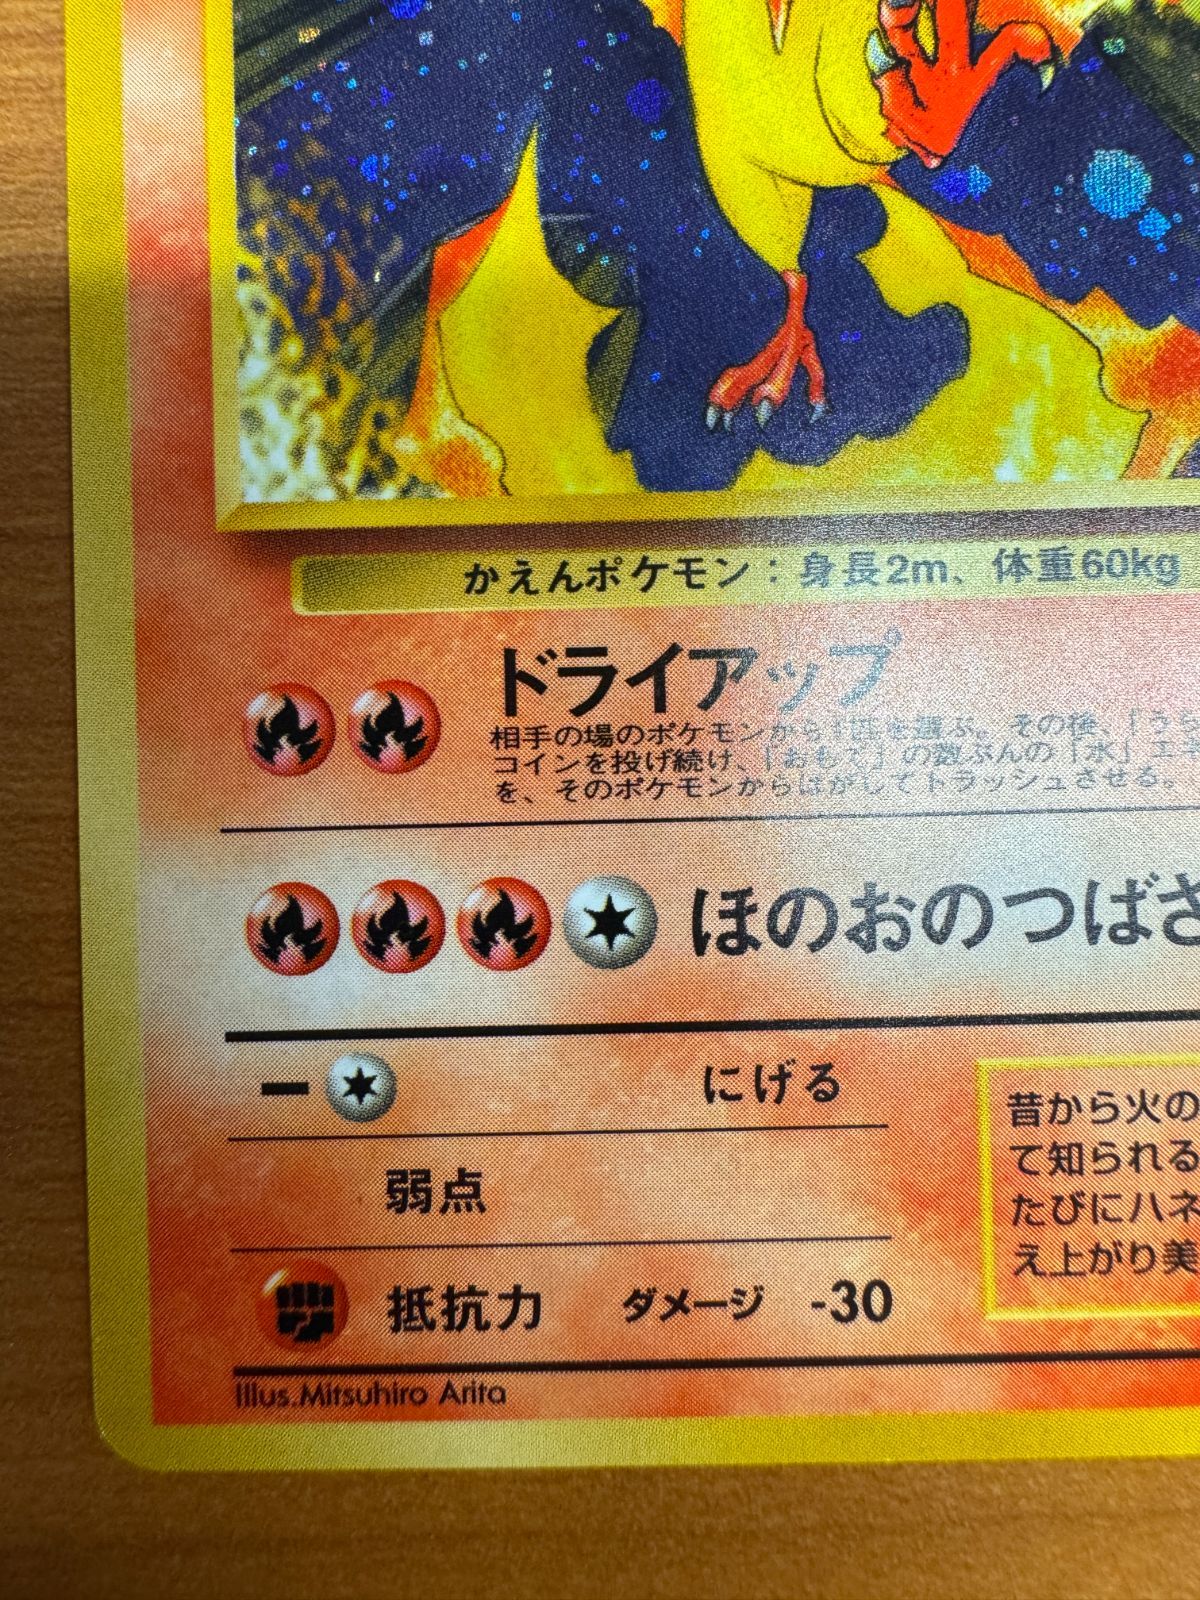 かえんポケモン：身長2m、体重60kg
ドライアップ
相手の場のポケモンから1匹を選ぶ。その後、「うら
コインを投げ続け、「おもて」の数ぶんの「水」エネ
を、そのポケモンからはがしてトラッシュさせる。
ほのおのつばさ
にげる
昔から火の
て知られる
たびにハネ
え上がり美
弱点
抵抗力 ダメージ -30
Illus.Mitsuhiro Arita